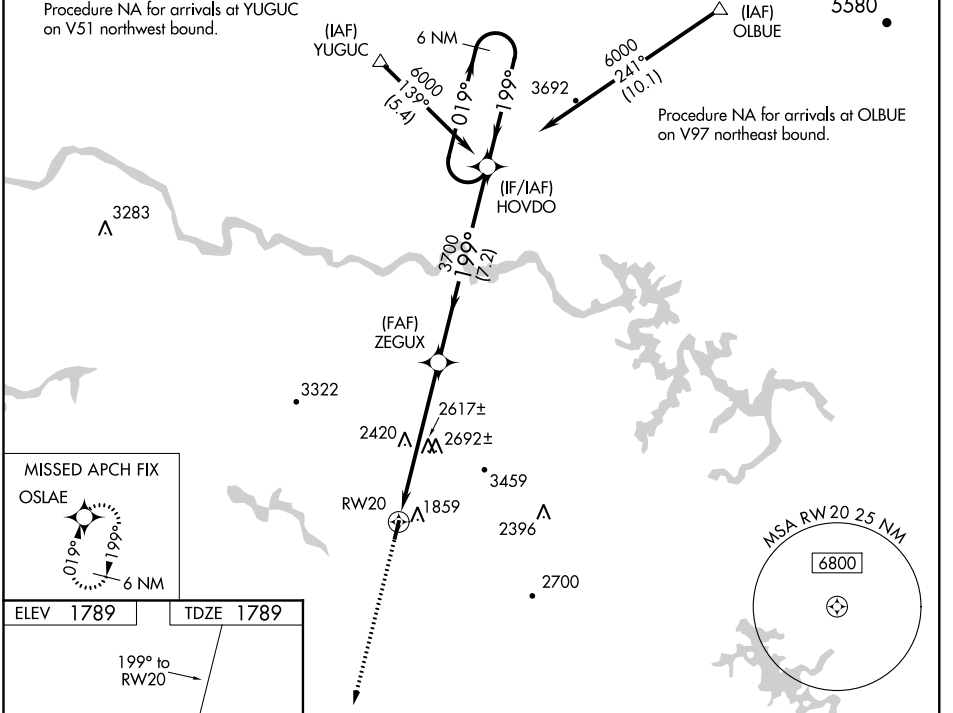 Procedure NA for arrivals at YUGUC
on V51 northwest bound.
(IAF)
YUGUC
6 NM
6000
139°
(5.4)
019°
199°
3692
6000
241°
(10.1)
(IAF)
OLBUE
5580
Procedure NA for arrivals at OLBUE
on V97 northeast bound.
(IF/IAF)
HOVDO
3283
3700
199°
(7.2)
(FAF)
ZEGUX
3322
2617±
2420
2692±
3459
RW20
1859
2396
2700
MISSED APCH FIX
OSLAE
019°
199°
6 NM
MSA RW20 25 NM
6800
ELEV 1789
TDZE 1789
199° to
RW20